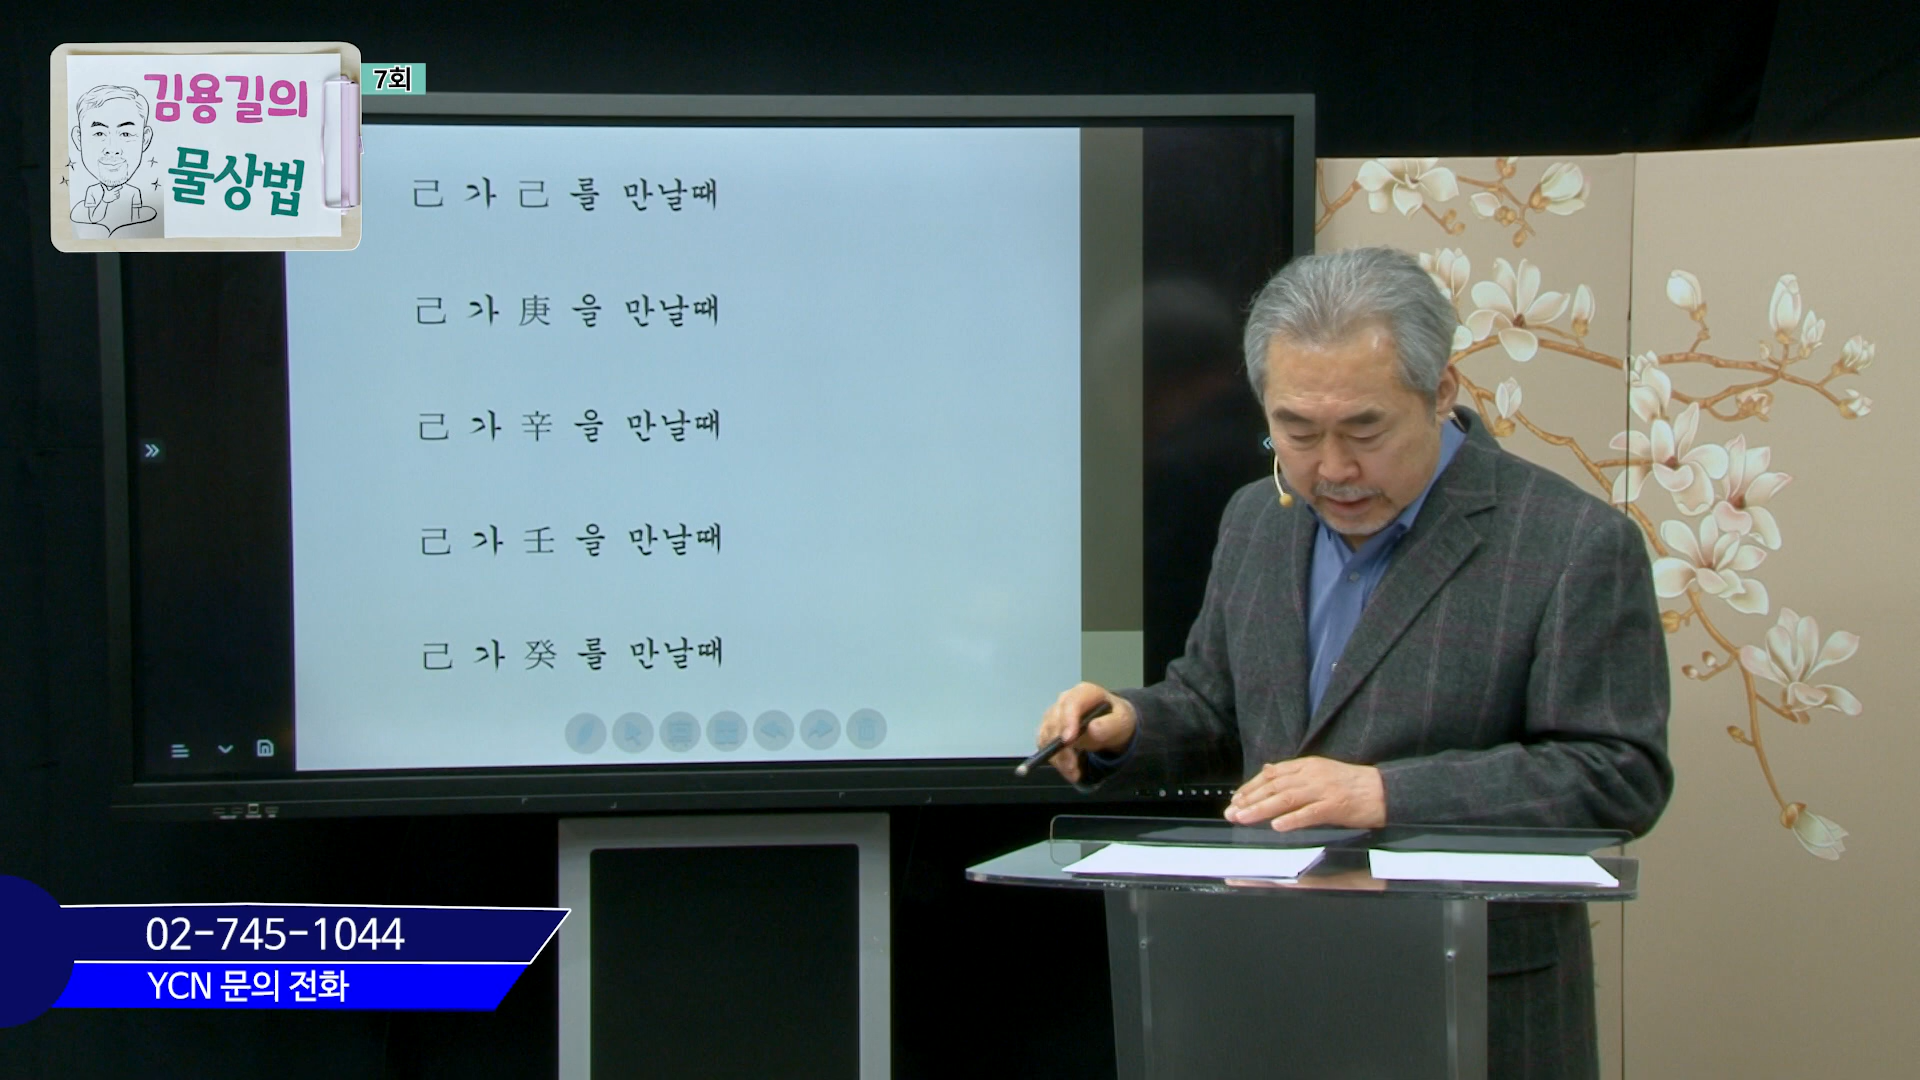 김용길의
물상법
7회
己 가 己 를 만날때
己 가 庚 을 만날때
己 가 辛 을 만날때
己 가 壬 을 만날때
己 가 癸 를 만날때
02-745-1044
YCN 문의 전화